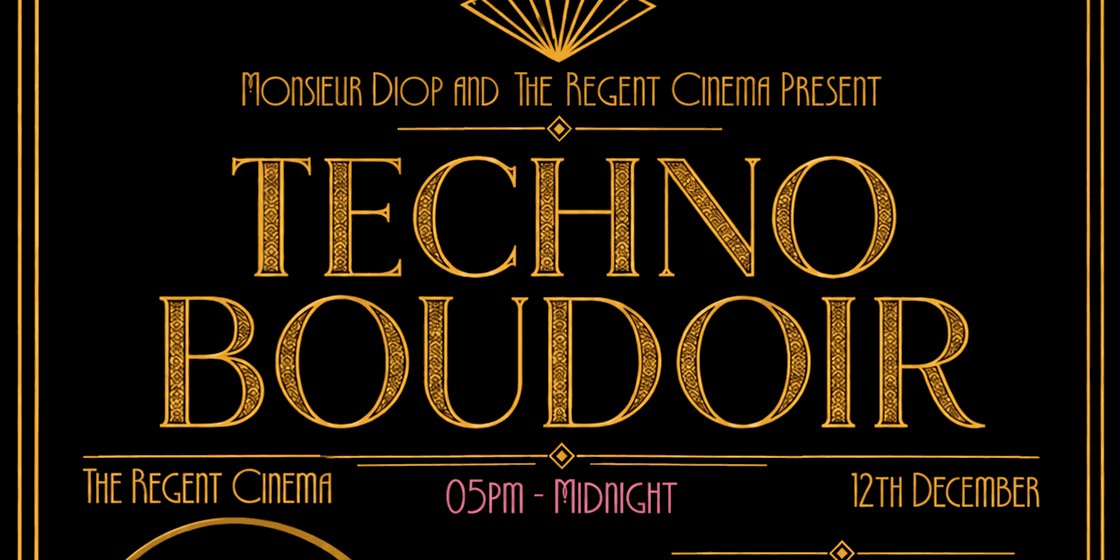 Monsieur Diop and The Regent Cinema Present
TECHNO
BOUDOIR
The Regent Cinema
05pm - Midnight
12th December